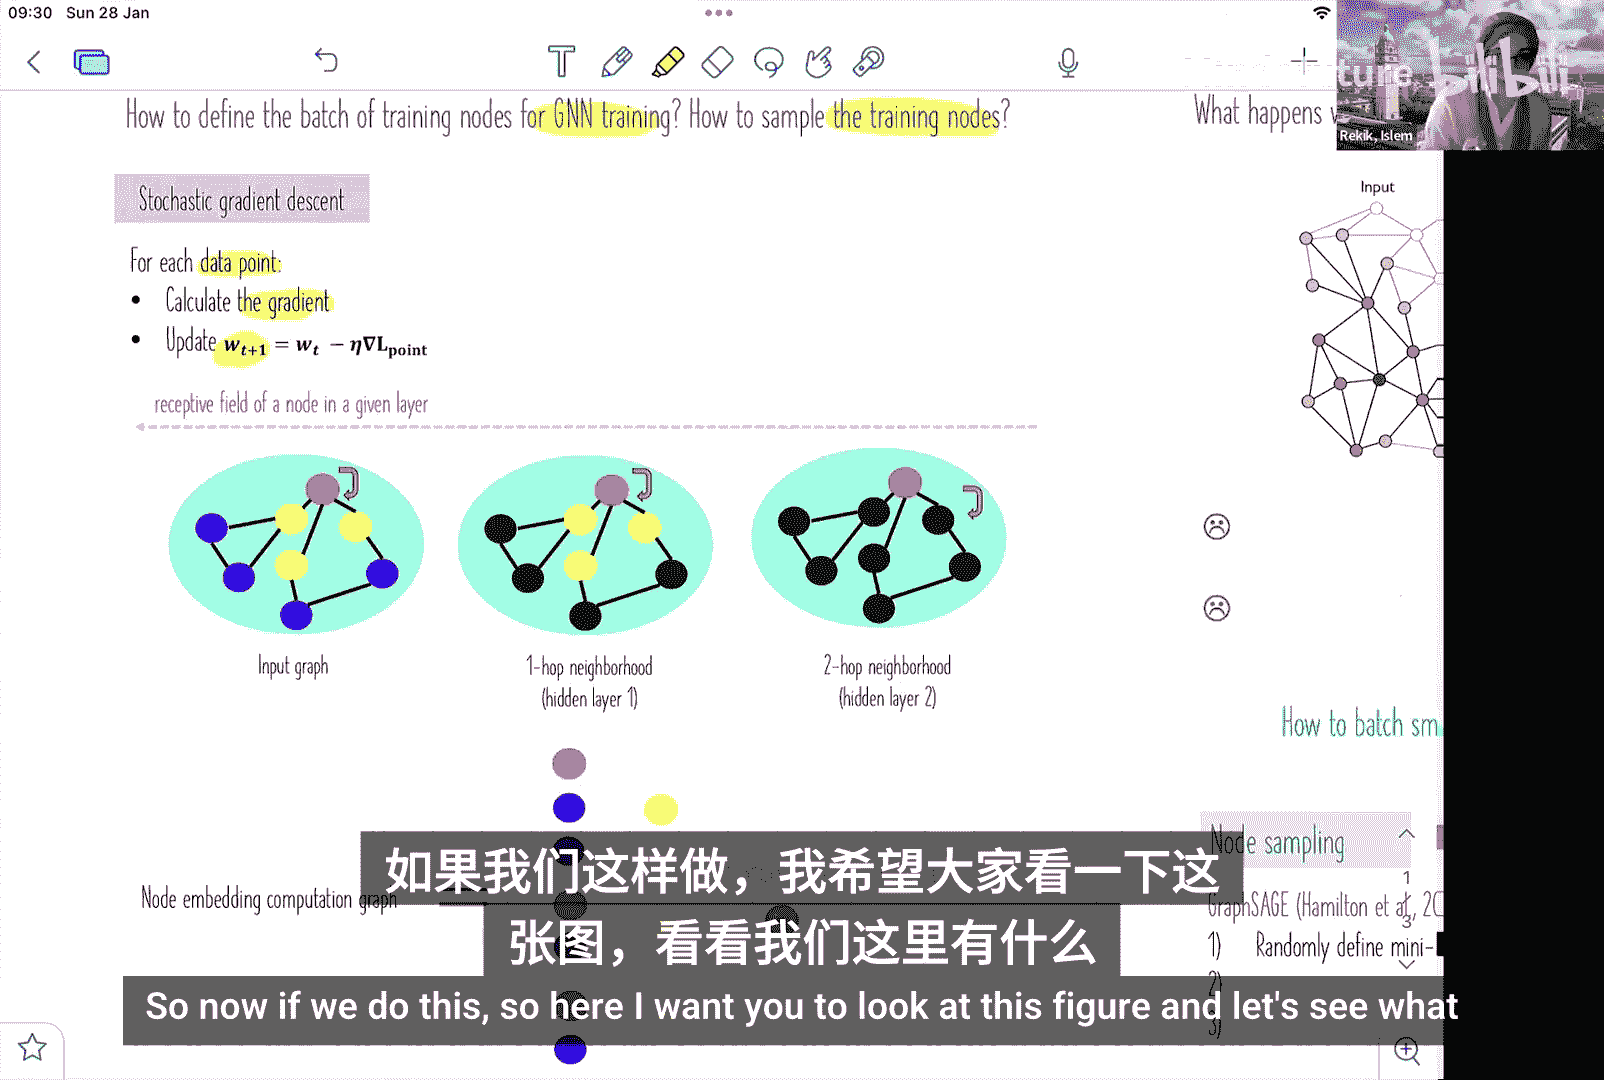 09:30 Sun 28 Jan
ture bilibili
Rekik, Islem
How to define the batch of training nodes for GNN training? How to sample the training nodes?
What happens
Stochastic gradient descent
For each data point:
• Calculate the gradient
• Update w_{t+1} = w_t − η∇L_point
receptive field of a node in a given layer
Input
Input graph
1-hop neighborhood
(hidden layer 1)
2-hop neighborhood
(hidden layer 2)
How to batch sm
Node sampling
Node embedding computation graph
GraphSAGE (Hamilton et al, 20
1) Randomly define mini-
2)
3)
1
3
如果我们这样做，我希望大家看一下这
张图，看看我们这里有什么
So now if we do this, so here I want you to look at this figure and let's see what